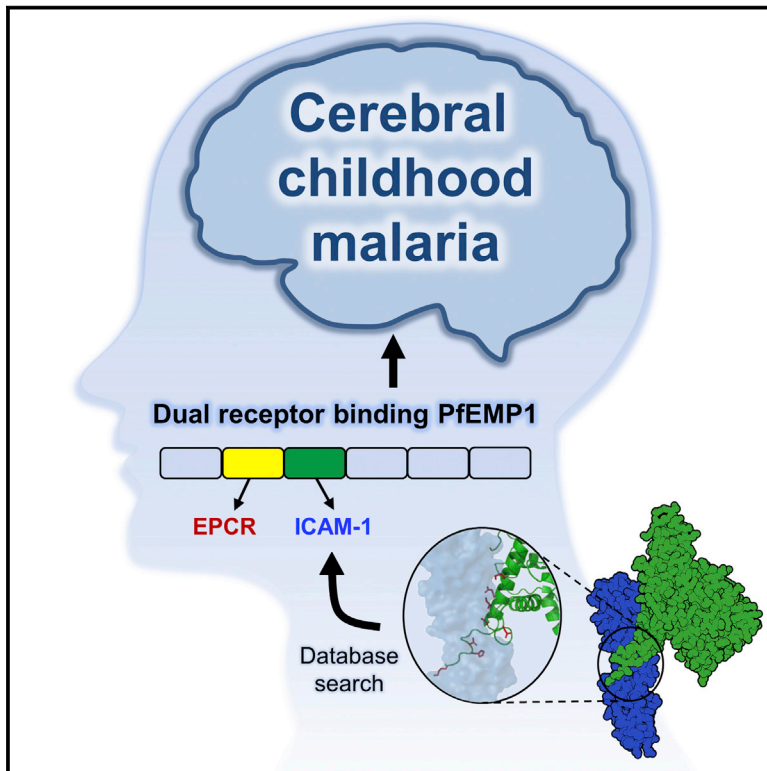 Cerebral
childhood
malaria
Dual receptor binding PfEMP1
EPCR
ICAM-1
Database
search